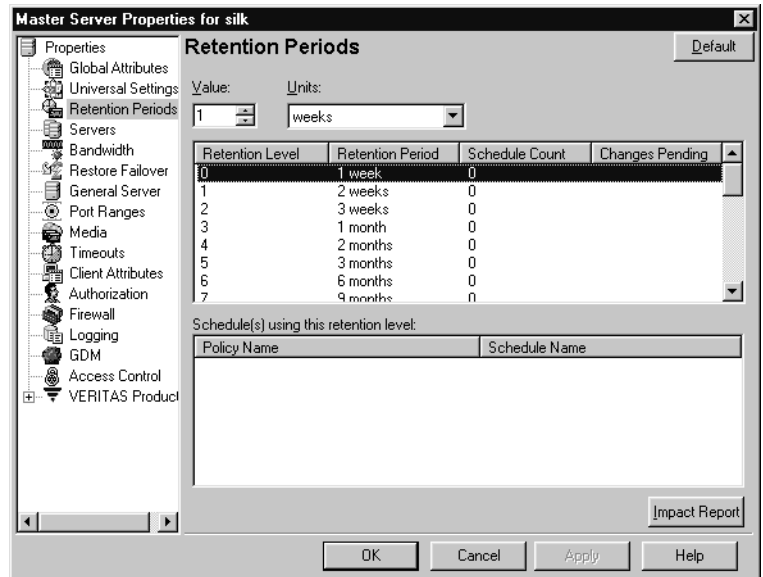 Master Server Properties for silk
Properties
Global Attributes
Universal Settings
Retention Periods
Servers
Bandwidth
Restore Failover
General Server
Port Ranges
Media
Timeouts
Client Attributes
Authorization
Firewall
Logging
GDM
Access Control
VERITAS Product
Retention Periods
Default
Value: Units:
1 weeks
Retention Level Retention Period Schedule Count Changes Pending
0 1 week 0
1 2 weeks 0
2 3 weeks 0
3 1 month 0
4 2 months 0
5 3 months 0
6 6 months 0
7 9 months 0
Schedule(s) using this retention level:
Policy Name Schedule Name
Impact Report
OK Cancel Apply Help